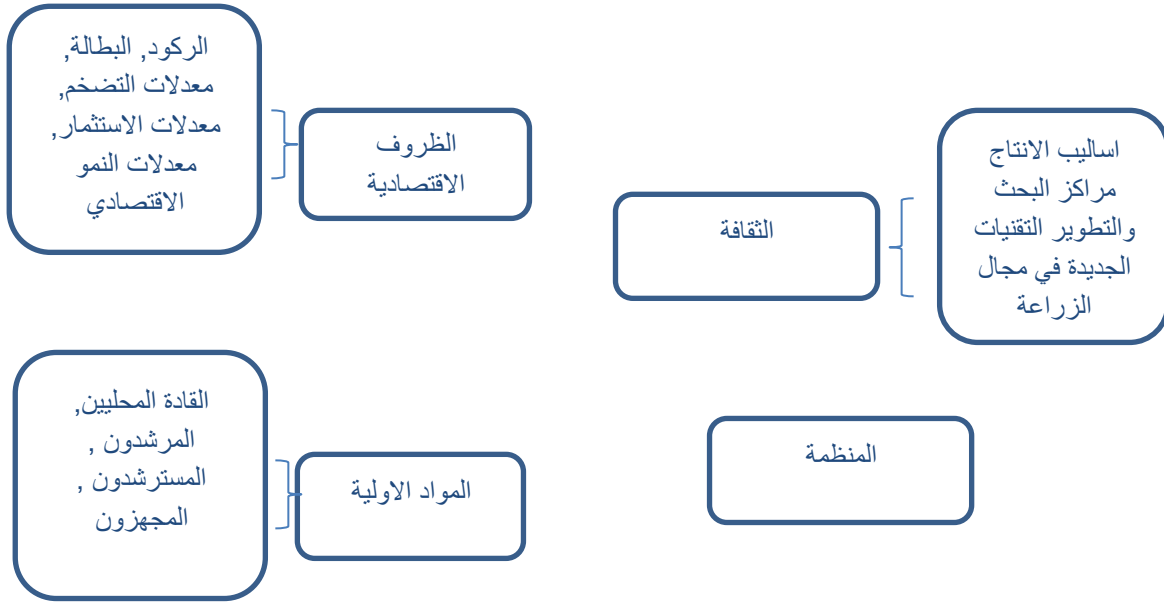 الركود, البطالة,
معدلات التضخم,
معدلات الاستثمار,
معدلات النمو
الاقتصادي
الظروف
الاقتصادية
الثقافة
اساليب الانتاج
مراكز البحث
والتطوير التقنيات
الجديدة في مجال
الزراعة
القادة المحليين,
المرشدون ,
المسترشدون ,
المجهزون
المواد الاولية
المنظمة